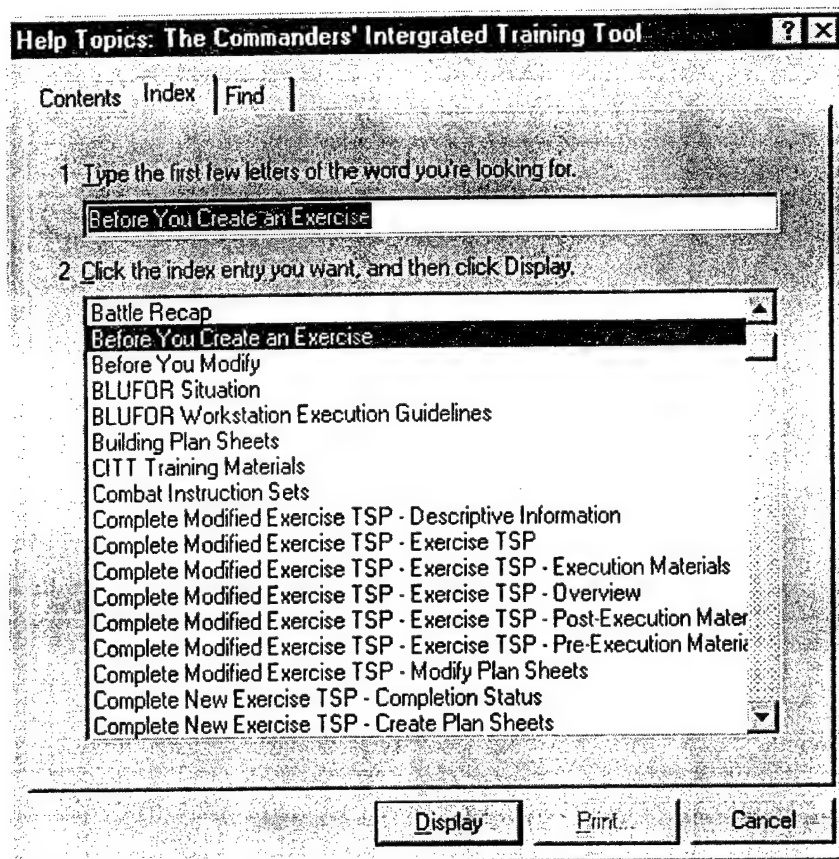 Help Topics: The Commanders' Intergrated Training Tool ? X
Contents Index Find
1 Type the first few letters of the word you're looking for.
Before You Create an Exercise
2 Click the index entry you want, and then click Display.
Battle Recap
Before You Create an Exercise
Before You Modify
BLUFOR Situation
BLUFOR Workstation Execution Guidelines
Building Plan Sheets
CITT Training Materials
Combat Instruction Sets
Complete Modified Exercise TSP - Descriptive Information
Complete Modified Exercise TSP - Exercise TSP
Complete Modified Exercise TSP - Exercise TSP - Execution Materials
Complete Modified Exercise TSP - Exercise TSP - Overview
Complete Modified Exercise TSP - Exercise TSP - Post-Execution Mater
Complete Modified Exercise TSP - Exercise TSP - Pre-Execution Materia
Complete Modified Exercise TSP - Modify Plan Sheets
Complete New Exercise TSP - Completion Status
Complete New Exercise TSP - Create Plan Sheets
Display Print... Cancel